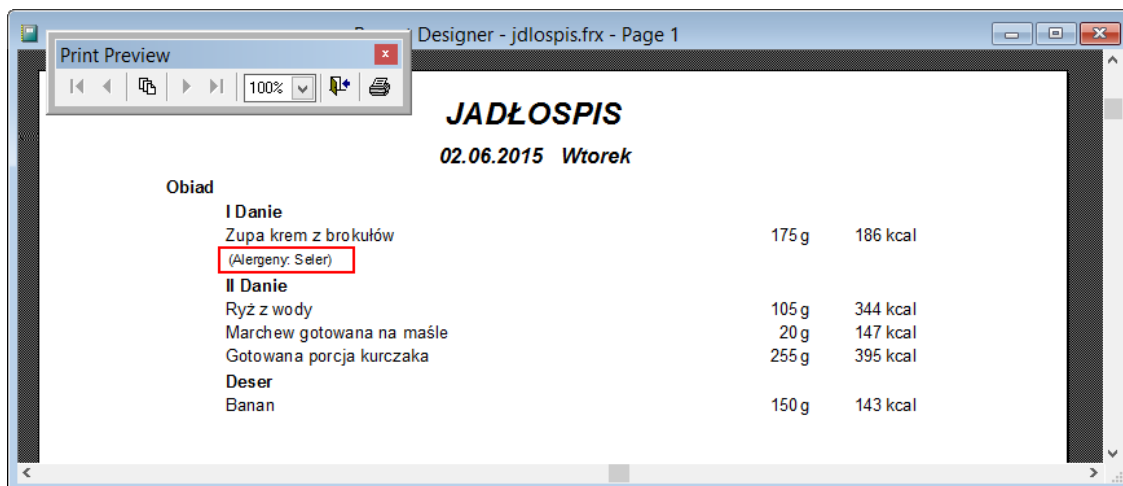 Designer - jdlospis.frx - Page 1
Print Preview
100%
JADŁOSPIS
02.06.2015 Wtorek
Obiad
I Danie
Zupa krem z brokułów 175 g 186 kcal
(Alergeny: Seler)
II Danie
Ryż z wody 105 g 344 kcal
Marchew gotowana na maśle 20 g 147 kcal
Gotowana porcja kurczaka 255 g 395 kcal
Deser
Banan 150 g 143 kcal